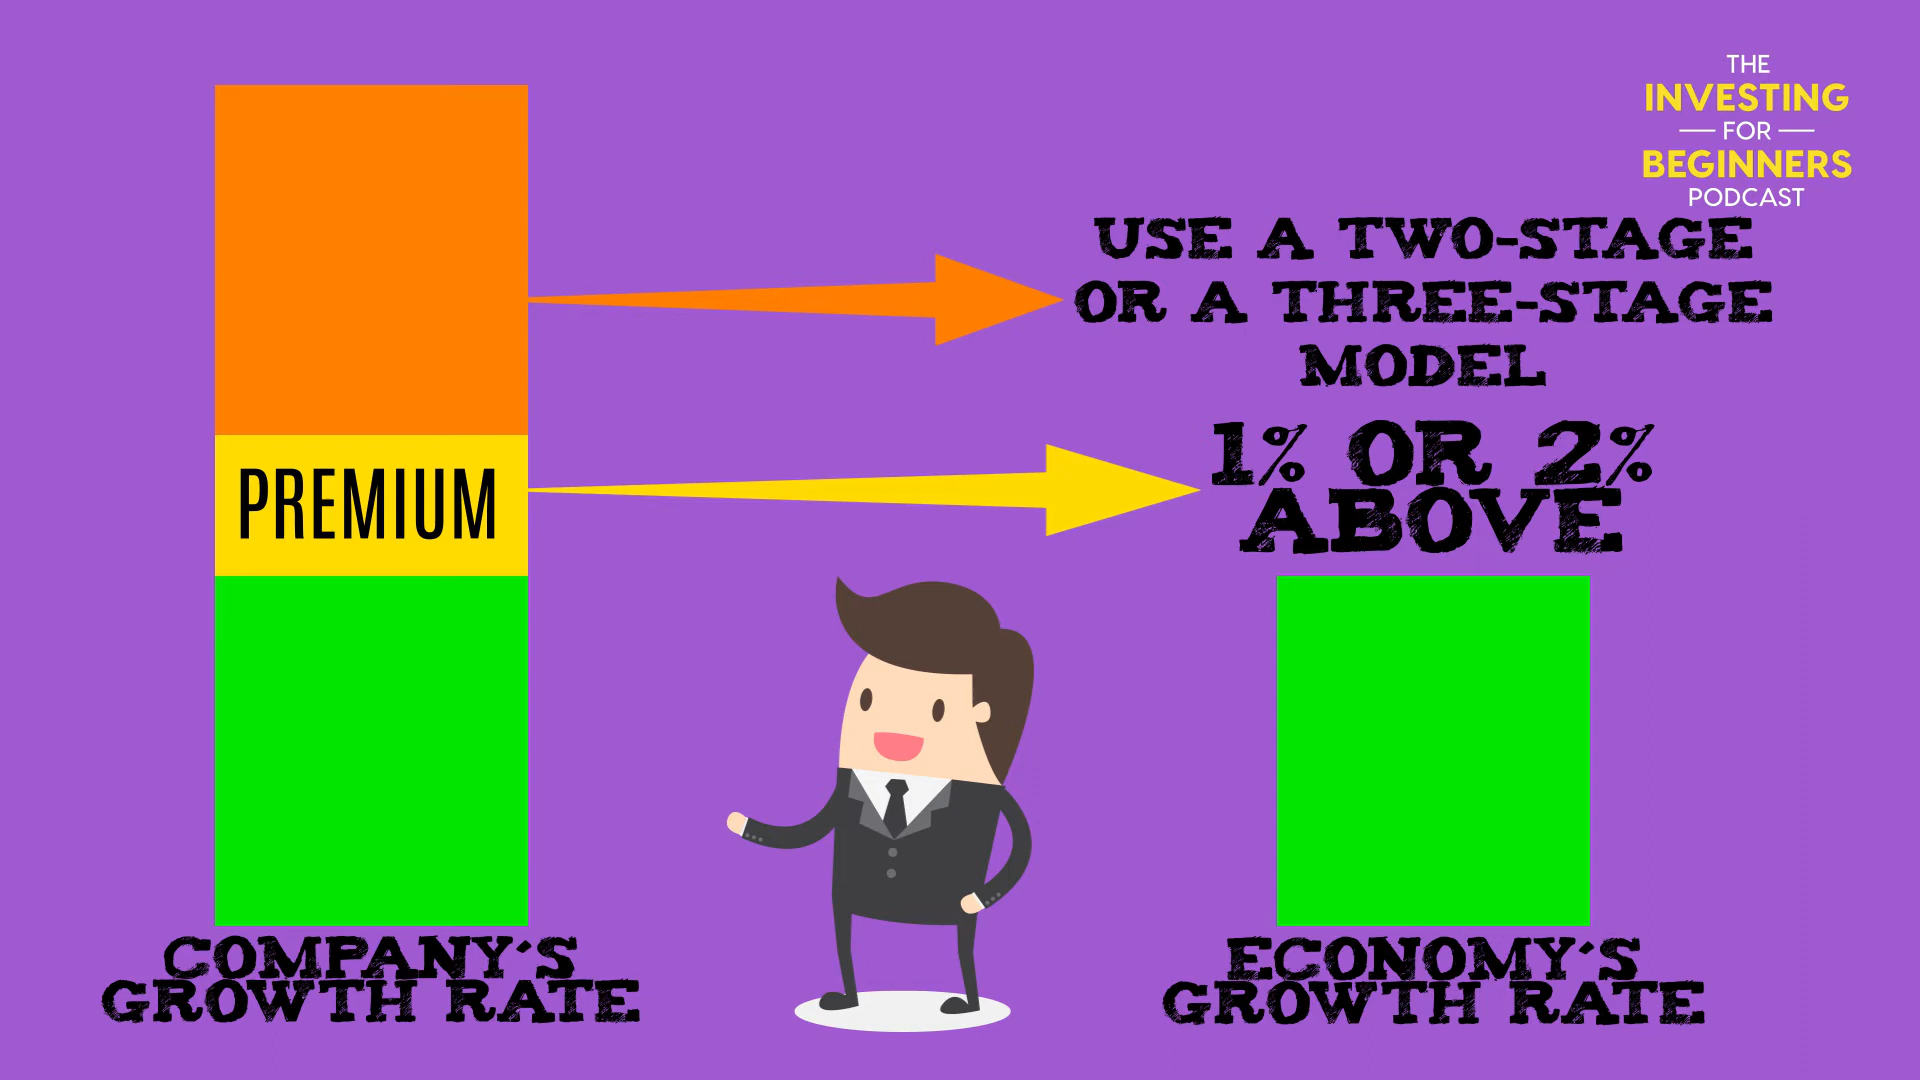 THE
INVESTING
FOR
BEGINNERS
PODCAST
USE A TWO-STAGE
OR A THREE-STAGE
MODEL
PREMIUM
1% OR 2%
ABOVE
COMPANY'S
GROWTH RATE
ECONOMY'S
GROWTH RATE